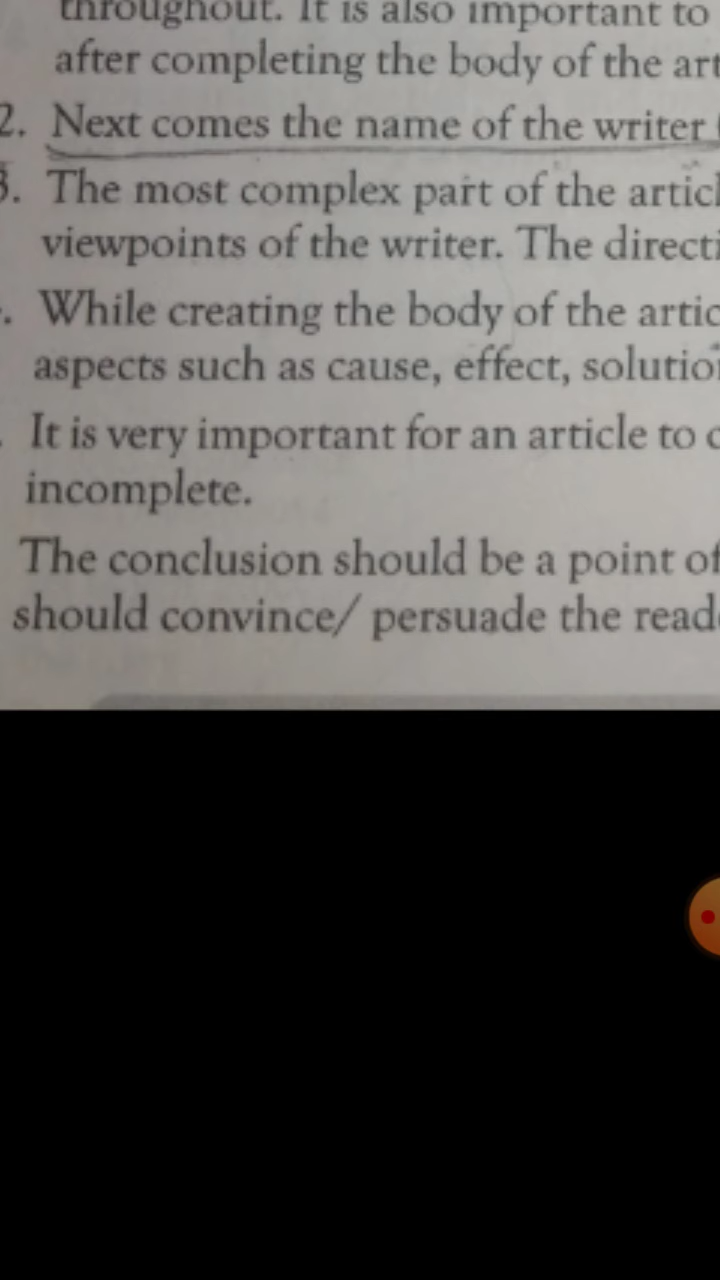 throughout. It is also important to
after completing the body of the art
2. Next comes the name of the writer
3. The most complex part of the articl
viewpoints of the writer. The directi
. While creating the body of the artic
aspects such as cause, effect, solution
. It is very important for an article to c
incomplete.
The conclusion should be a point of
should convince/ persuade the reade